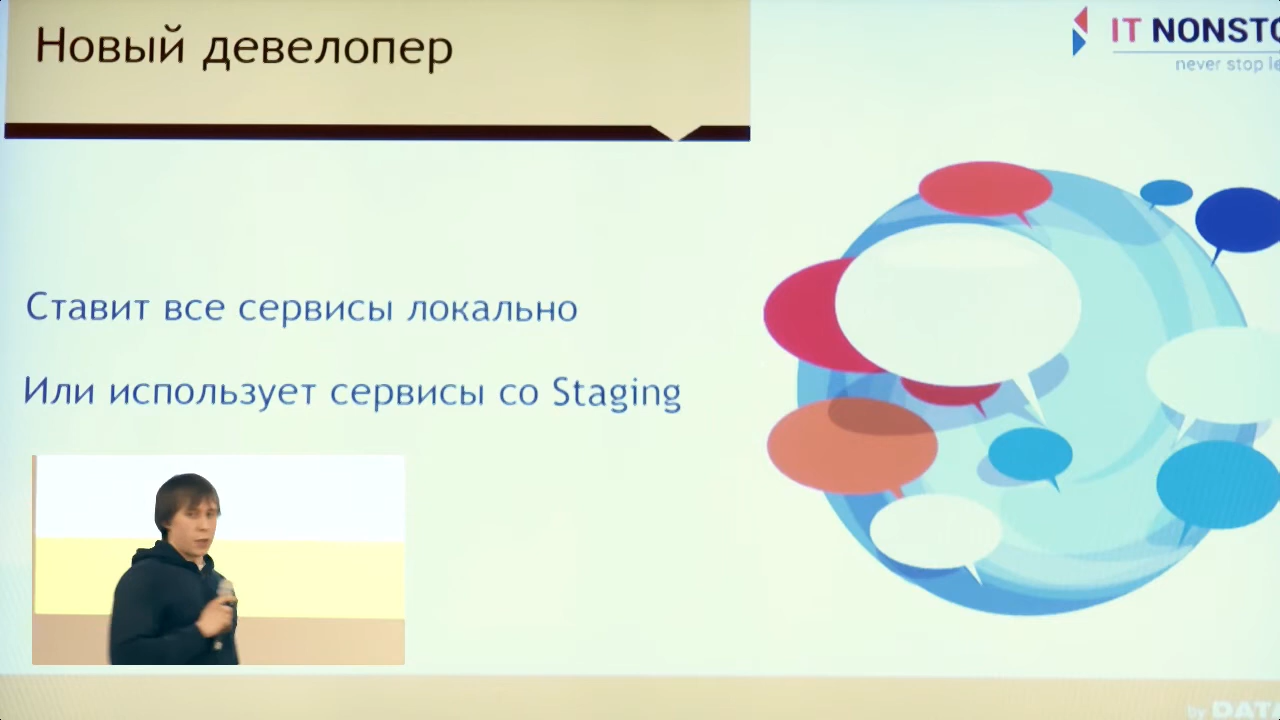 Новый девелопер
IT NONSTO
never stop le
Ставит все сервисы локально
Или использует сервисы со Staging
by DATA